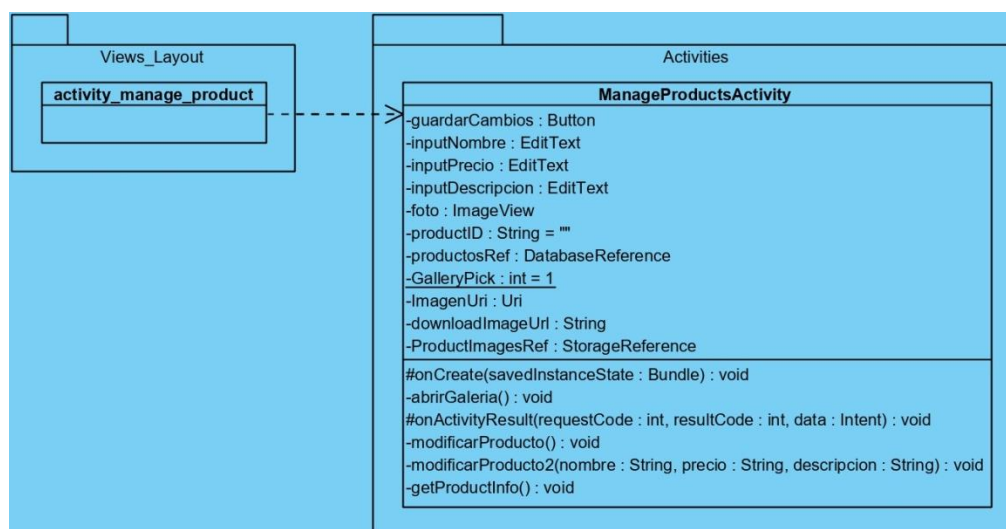 Views_Layout
activity_manage_product
Activities
ManageProductsActivity
-guardarCambios : Button
-inputNombre : EditText
-inputPrecio : EditText
-inputDescripcion : EditText
-foto : ImageView
-productID : String = ""
-productosRef : DatabaseReference
-GalleryPick : int = 1
-ImagenUri : Uri
-downloadImageUrl : String
-ProductImagesRef : StorageReference
#onCreate(savedInstanceState : Bundle) : void
-abrirGaleria() : void
#onActivityResult(requestCode : int, resultCode : int, data : Intent) : void
-modificarProducto() : void
-modificarProducto2(nombre : String, precio : String, descripcion : String) : void
-getProductInfo() : void